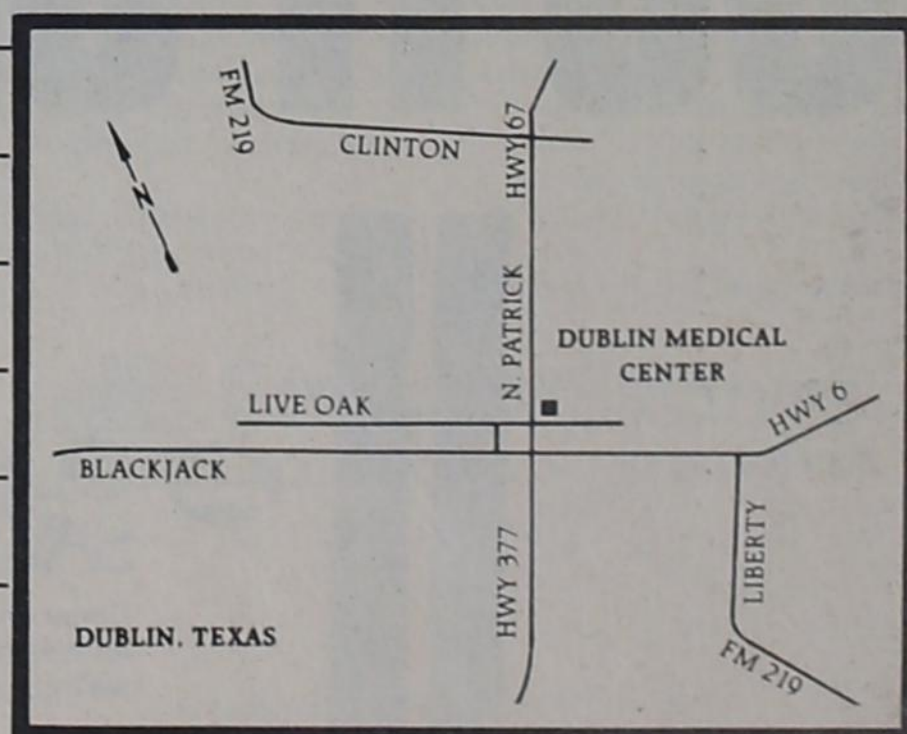 FM 219
CLINTON
HWY 67
N
N. PATRICK
DUBLIN MEDICAL
CENTER
LIVE OAK
HWY 6
BLACKJACK
HWY 377
LIBERTY
DUBLIN, TEXAS
FM 219